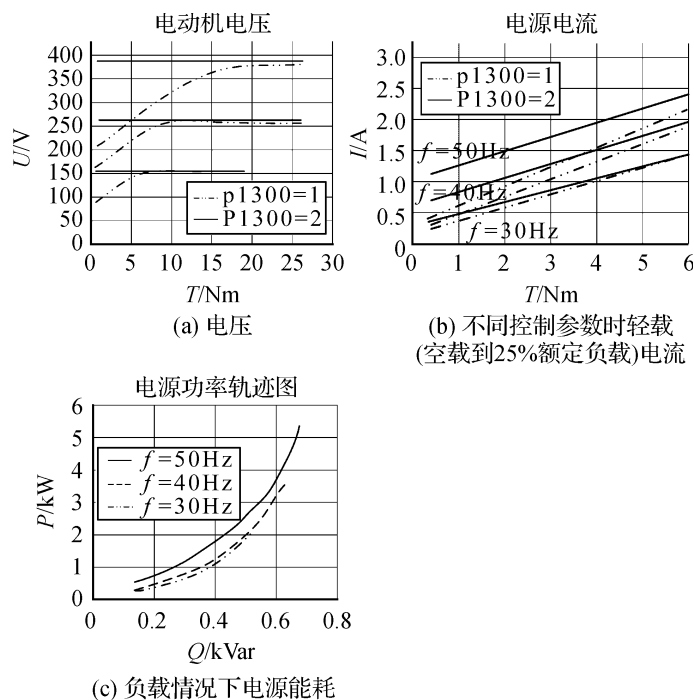 电动机电压
400
350
300
250
200
150
100
50
0
U/V
p1300=1
P1300=2
0 5 10 15 20 25 30
T/Nm
(a) 电压
电源电流
3.0
2.5
2.0
1.5
1.0
0.5
0
I/A
p1300=1
P1300=2
f=50Hz
f=40Hz
f=30Hz
1 2 3 4 5 6
T/Nm
(b) 不同控制参数时轻载
(空载到25%额定负载)电流
电源功率轨迹图
6
5
4
3
2
1
0
P/kW
f=50Hz
f=40Hz
f=30Hz
0 0.2 0.4 0.6 0.8
Q/kVar
(c) 负载情况下电源能耗